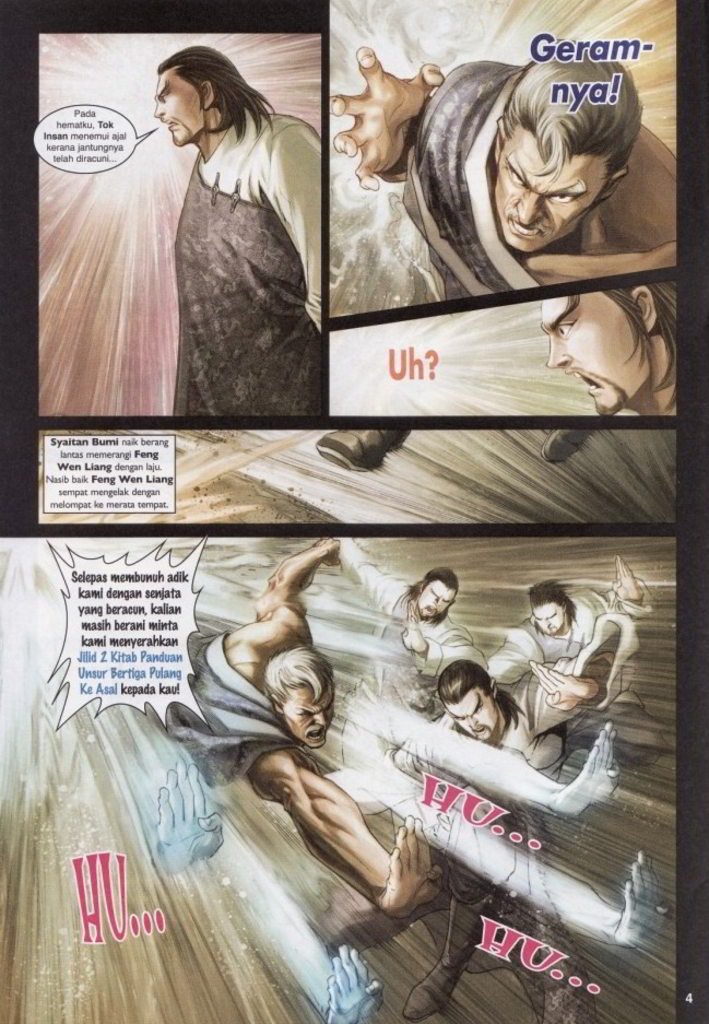 Pada
hematku, Tok
Insan menemui ajal
kerana jantungnya
telah diracuni...
Geram-
nya!
Uh?
Syaitan Bumi naik berang
lantas memerangi Feng
Wen Liang dengan laju.
Nasib baik Feng Wen Liang
sempat mengelak dengan
melompat ke merata tempat.
Selepas membunuh adik
kami dengan senjata
yang beracun, kalian
masih berani minta
kami menyerahkan
Jilid 2 Kitab Panduan
Unsur Bertiga Pulang
Ke Asal kepada kau!
HU...
HU...
HU...
4